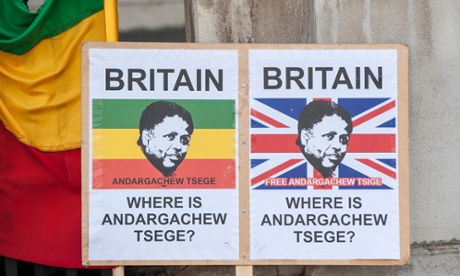 BRITAIN
ANDARGACHEW TSEGE
WHERE IS
ANDARGACHEW
TSEGE?
BRITAIN
FREE ANDARGACHEW TSIGE
WHERE IS
ANDARGACHEW
TSEGE?